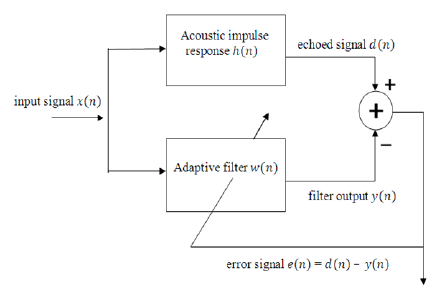 Acoustic impulse
response h(n)
echoed signal d(n)
+
input signal x(n)
+
Adaptive filter w(n)
−
filter output y(n)
error signal e(n) = d(n) − y(n)